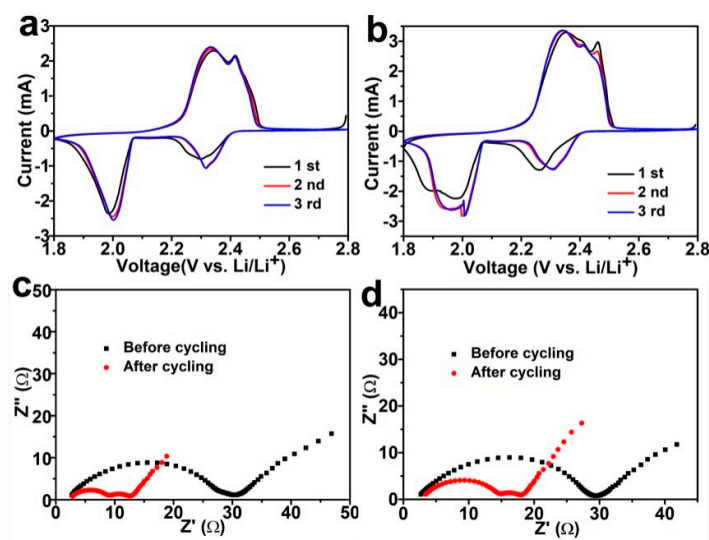 a
3
2
1
0
-1
-2
-3
Current (mA)
1 st
2 nd
3 rd
1.8 2.0 2.2 2.4 2.6 2.8
Voltage(V vs. Li/Li⁺)
b
3
2
1
0
-1
-2
-3
Current (mA)
1 st
2 nd
3 rd
1.8 2.0 2.2 2.4 2.6 2.8
Voltage (V vs. Li/Li⁺)
c
50
40
30
20
10
0
Z'' (Ω)
Before cycling
After cycling
0 10 20 30 40 50
Z' (Ω)
d
40
30
20
10
0
Z'' (Ω)
Before cycling
After cycling
0 10 20 30 40
Z' (Ω)